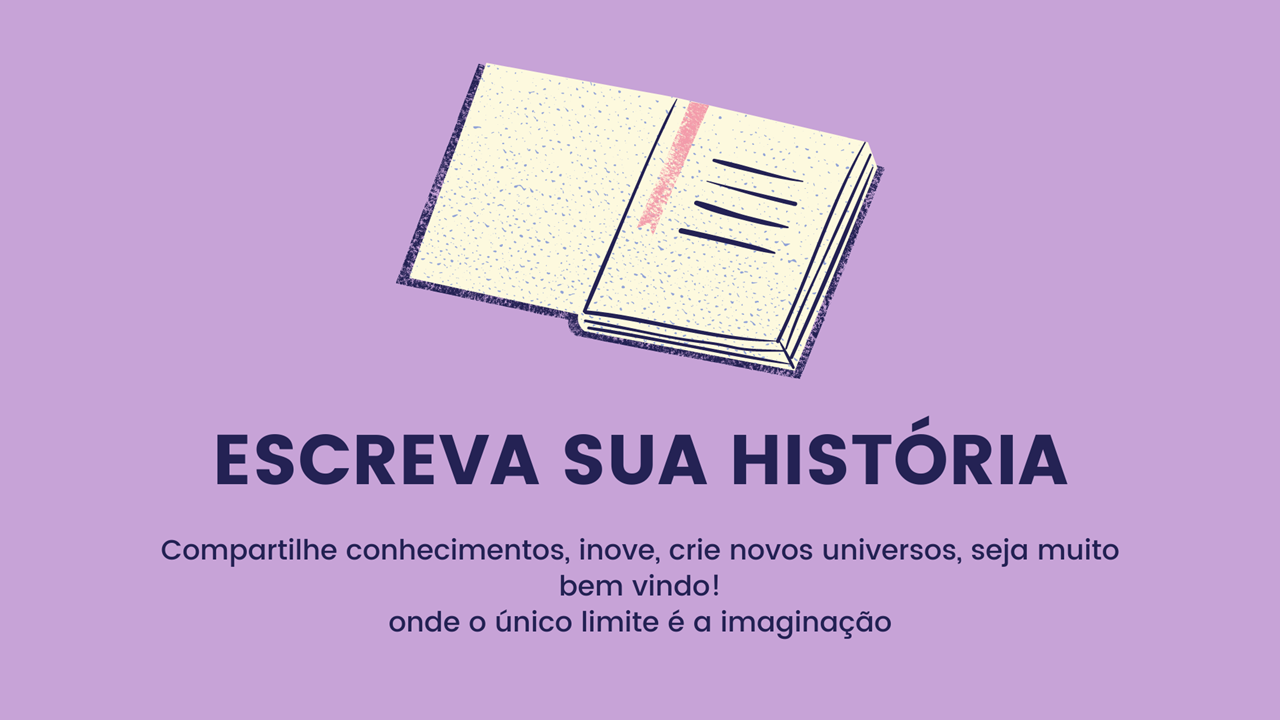 ESCREVA SUA HISTÓRIA
Compartilhe conhecimentos, inove, crie novos universos, seja muito
bem vindo!
onde o único limite é a imaginação